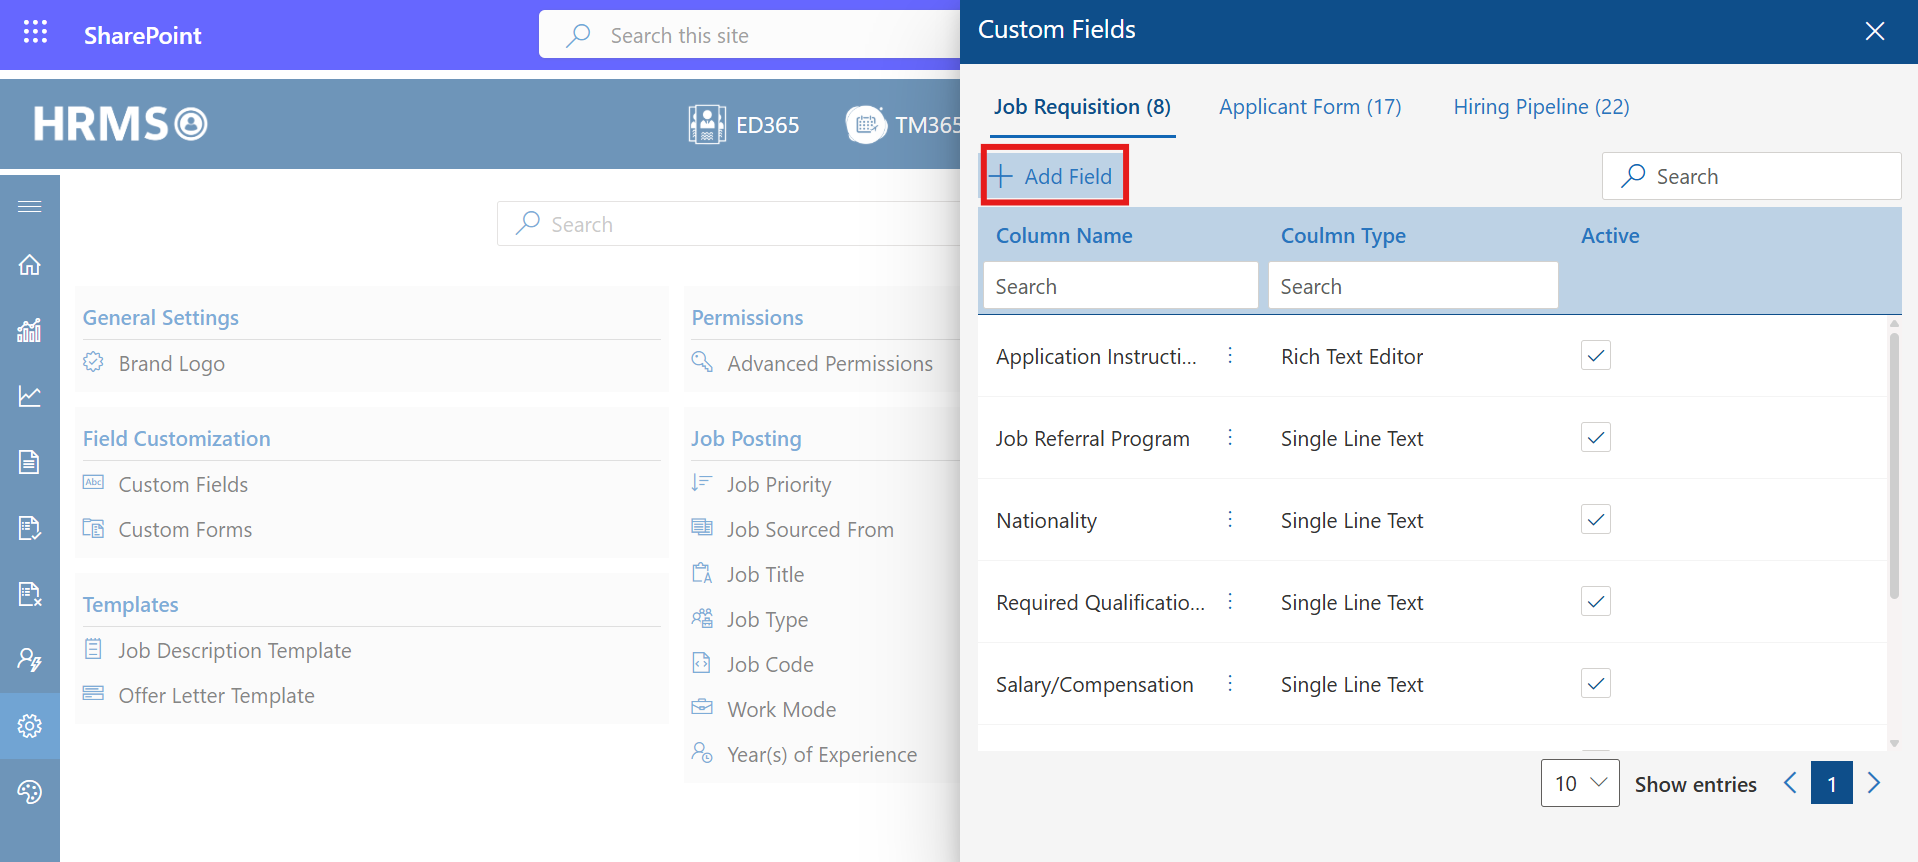 SharePoint
Search this site
HRMS
ED365
TM365
Search
General Settings
Brand Logo
Field Customization
Abc Custom Fields
Custom Forms
Templates
Job Description Template
Offer Letter Template
Permissions
Advanced Permissions
Job Posting
Job Priority
Job Sourced From
Job Title
Job Type
Job Code
Work Mode
Year(s) of Experience
Custom Fields
Job Requisition (8) Applicant Form (17) Hiring Pipeline (22)
Add Field Search
Column Name Coulmn Type Active
Search Search
Application Instructi... Rich Text Editor
Job Referral Program Single Line Text
Nationality Single Line Text
Required Qualificatio... Single Line Text
Salary/Compensation Single Line Text
10 Show entries 1